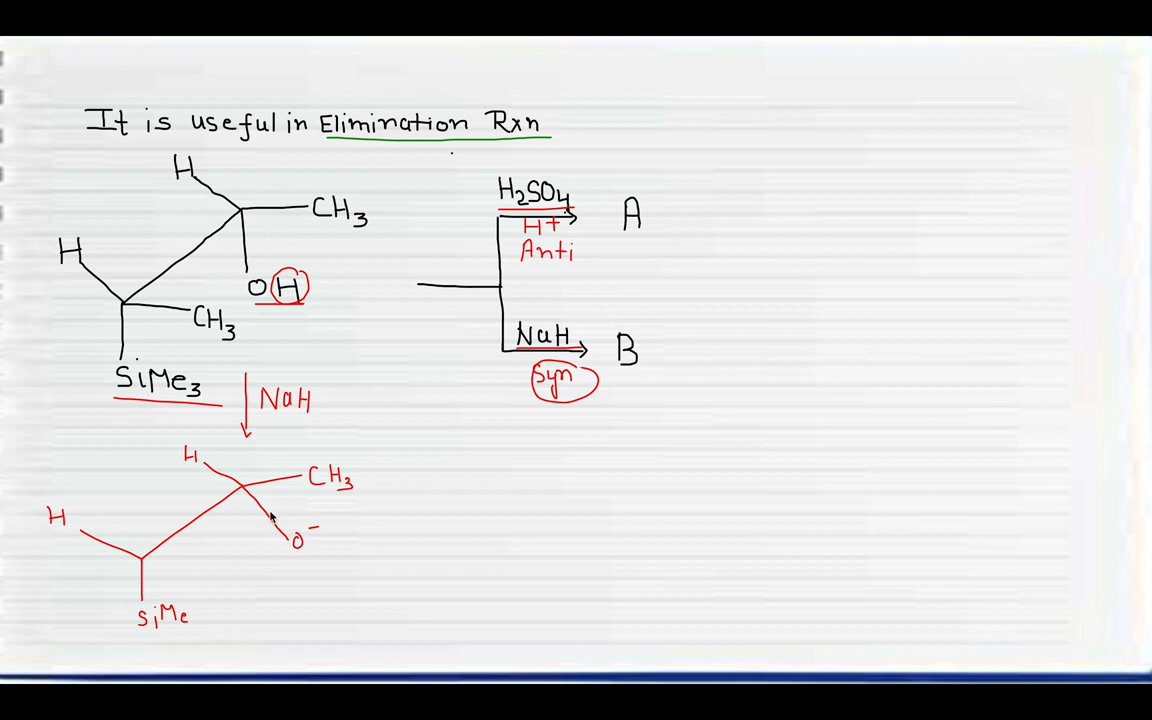 It is useful in Elimination Rxn
H
CH3
H
OH
CH3
SiMe3
H2SO4
H+
Anti
A
NaH
Syn
B
NaH
H
CH3
H
O-
SiMe